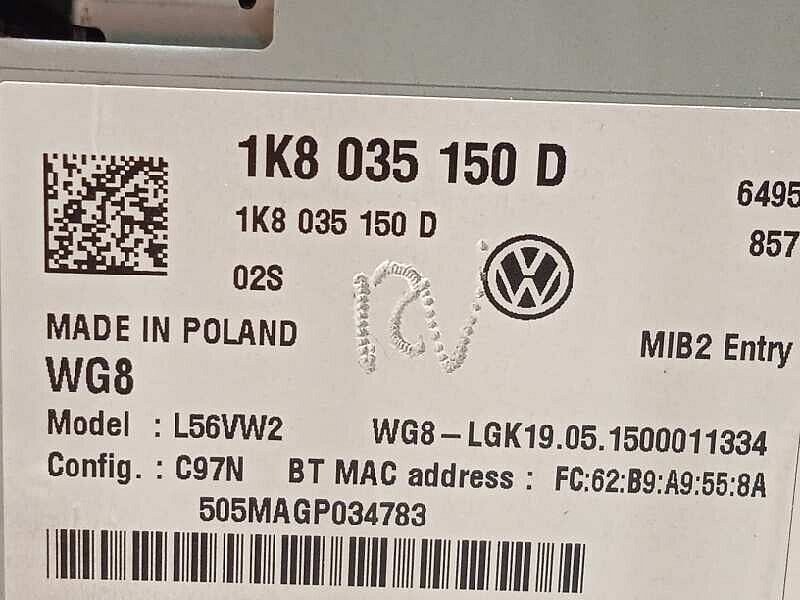 1K8 035 150 D
6495
1K8 035 150 D
857
02S
MADE IN POLAND
MIB2 Entry
WG8
Model : L56VW2 WG8-LGK19.05.1500011334
Config. : C97N BT MAC address : FC:62:B9:A9:55:8A
505MAGP034783